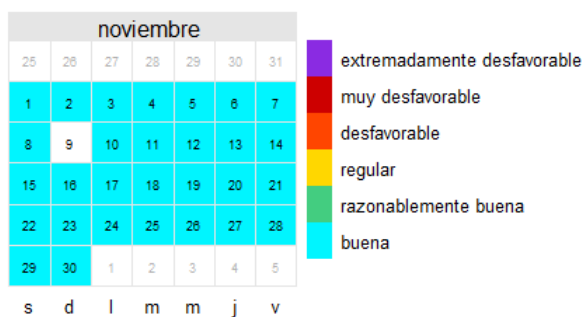 noviembre
25 26 27 28 29 30 31
1 2 3 4 5 6 7
8 9 10 11 12 13 14
15 16 17 18 19 20 21
22 23 24 25 26 27 28
29 30 1 2 3 4 5
s d l m m j v
extremadamente desfavorable
muy desfavorable
desfavorable
regular
razonablemente buena
buena